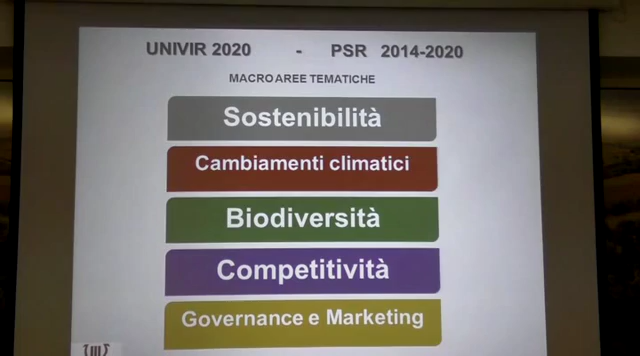 UNIVIR 2020 - PSR 2014-2020
MACRO AREE TEMATICHE
Sostenibilità
Cambiamenti climatici
Biodiversità
Competitività
Governance e Marketing